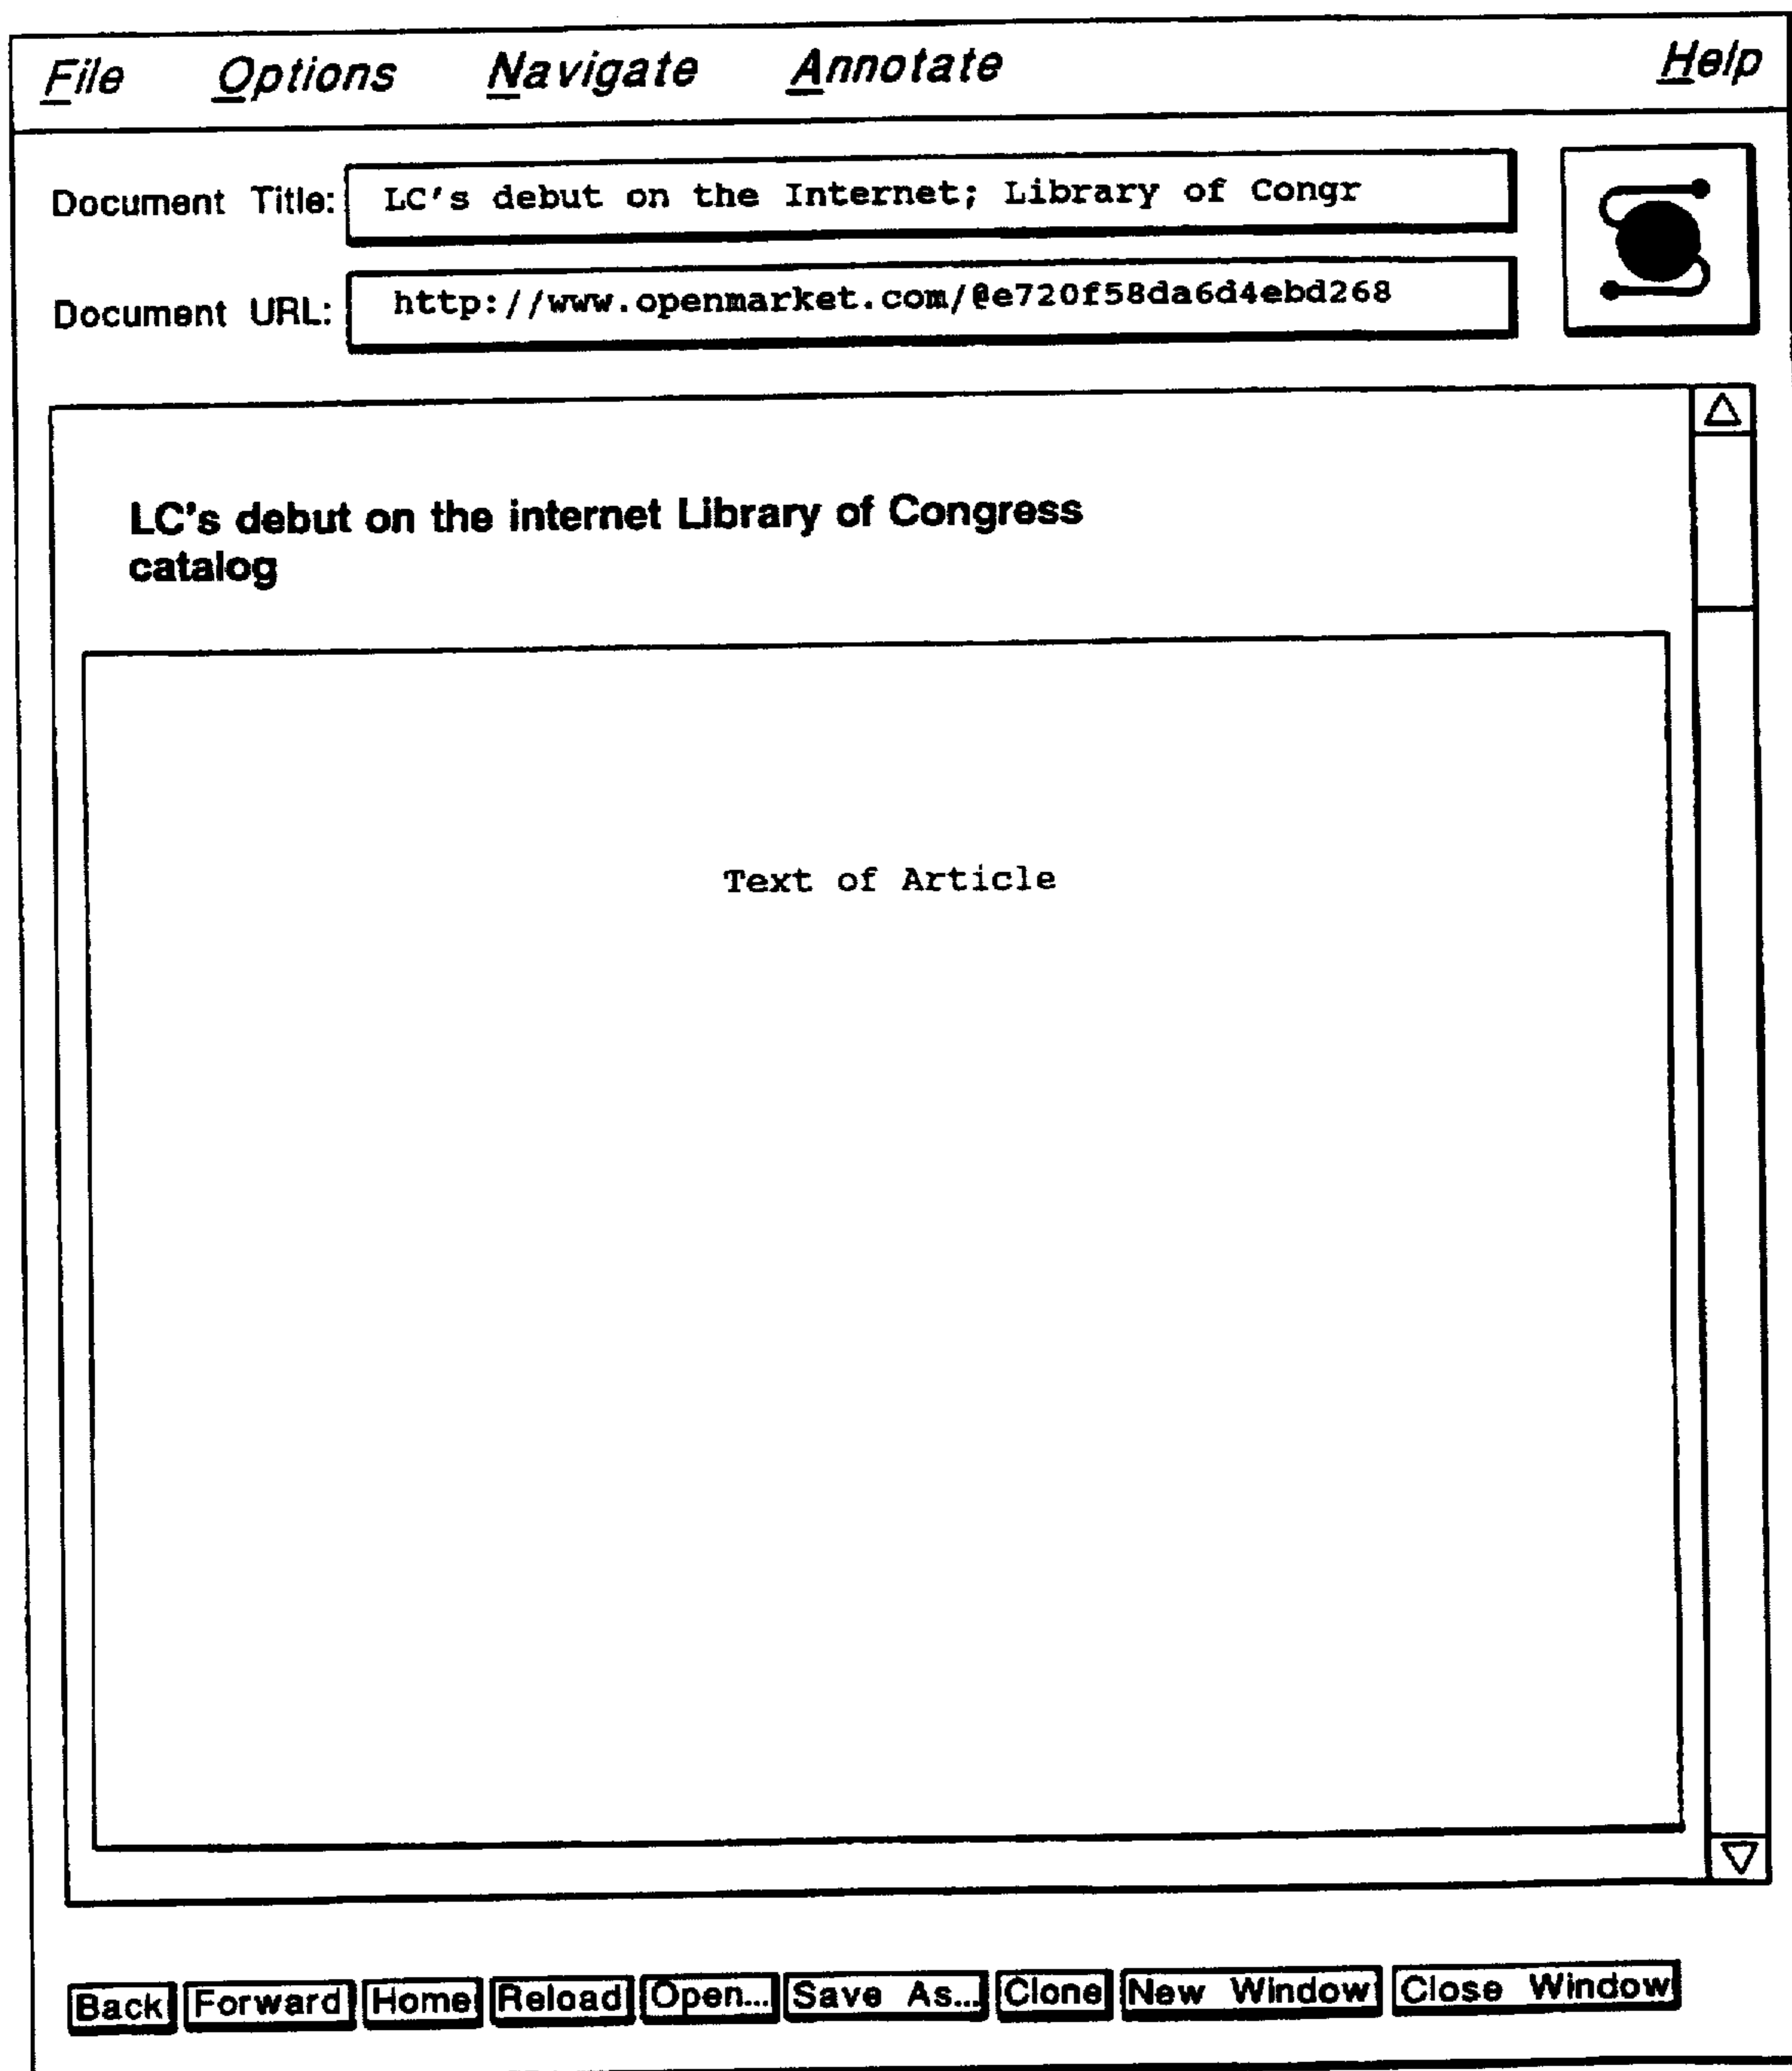 File Options Navigate Annotate Help
Document Title: LC's debut on the Internet; Library of Congr
Document URL: http://www.openmarket.com/@e720f58da6d4ebd268
LC's debut on the internet Library of Congress
catalog
Text of Article
Back Forward Home Reload Open... Save As... Clone New Window Close Window